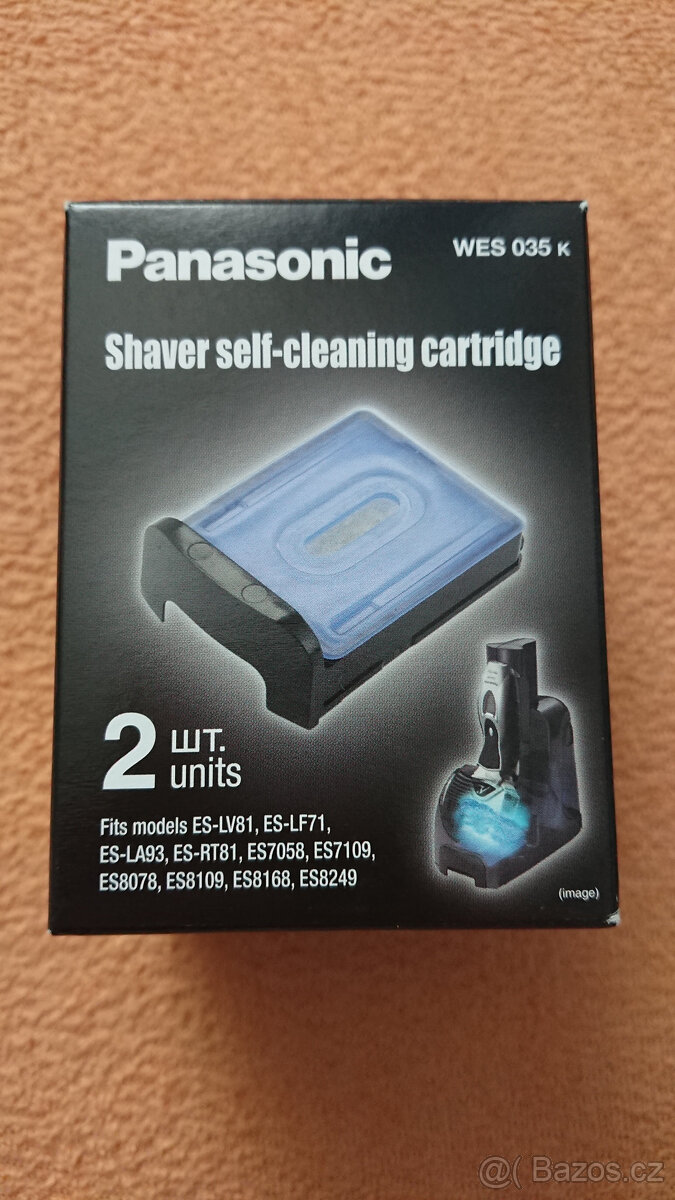 Panasonic
WES 035 K
Shaver self-cleaning cartridge
2 шт.
units
Fits models ES-LV81, ES-LF71,
ES-LA93, ES-RT81, ES7058, ES7109,
ES8078, ES8109, ES8168, ES8249
(image)
@( Bazos.cz